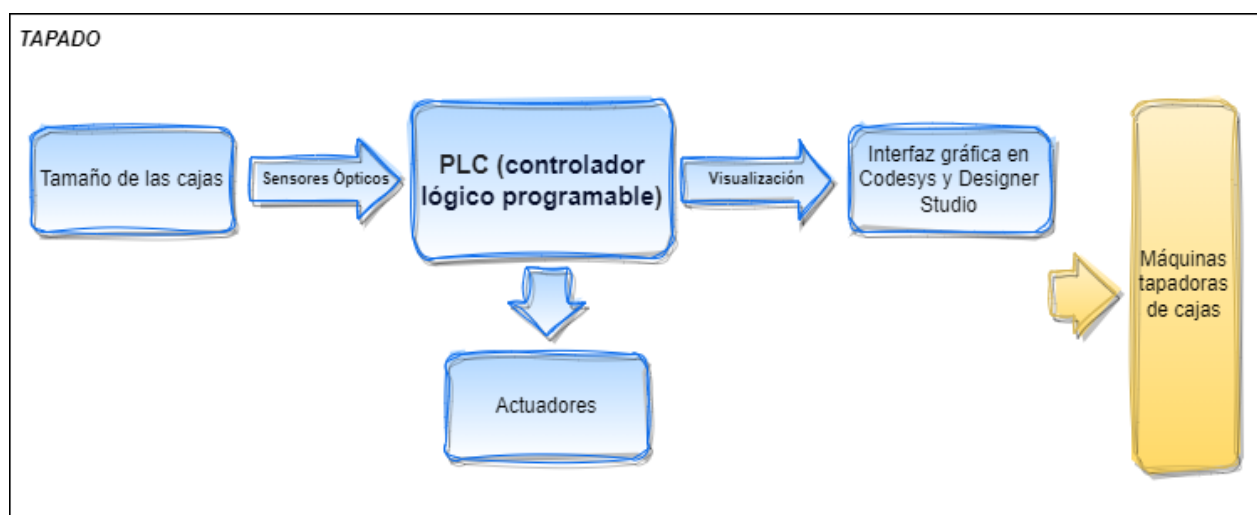 TAPADO
Tamaño de las cajas
Sensores Ópticos
PLC (controlador
lógico programable)
Visualización
Interfaz gráfica en
Codesys y Designer
Studio
Máquinas
tapadoras
de cajas
Actuadores